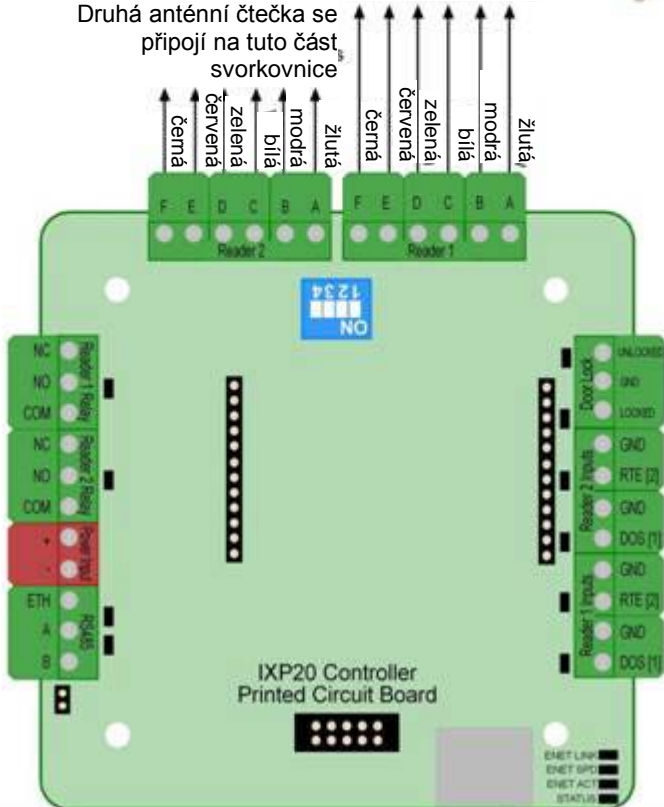 Druhá anténní čtečka se
připojí na tuto část
svorkovnice
černá
červená
zelená
bílá
modrá
žlutá
černá
červená
zelená
bílá
modrá
žlutá
F E D C B A
Reader 2
F E D C B A
Reader 1
1 2 3 4
ON
NC
NO
COM
Reader 1 Relay
NC
NO
COM
Reader 2 Relay
+
-
Power Input
ETH
A
B
RS485
Door Lock
UNLOCKED
GND
LOCKED
Reader 2 Inputs
GND
RTE [2]
GND
DOS [1]
Reader 1 Inputs
GND
RTE [2]
GND
DOS [1]
IXP20 Controller
Printed Circuit Board
ENET LINK
ENET SPD
ENET ACT
STATUS